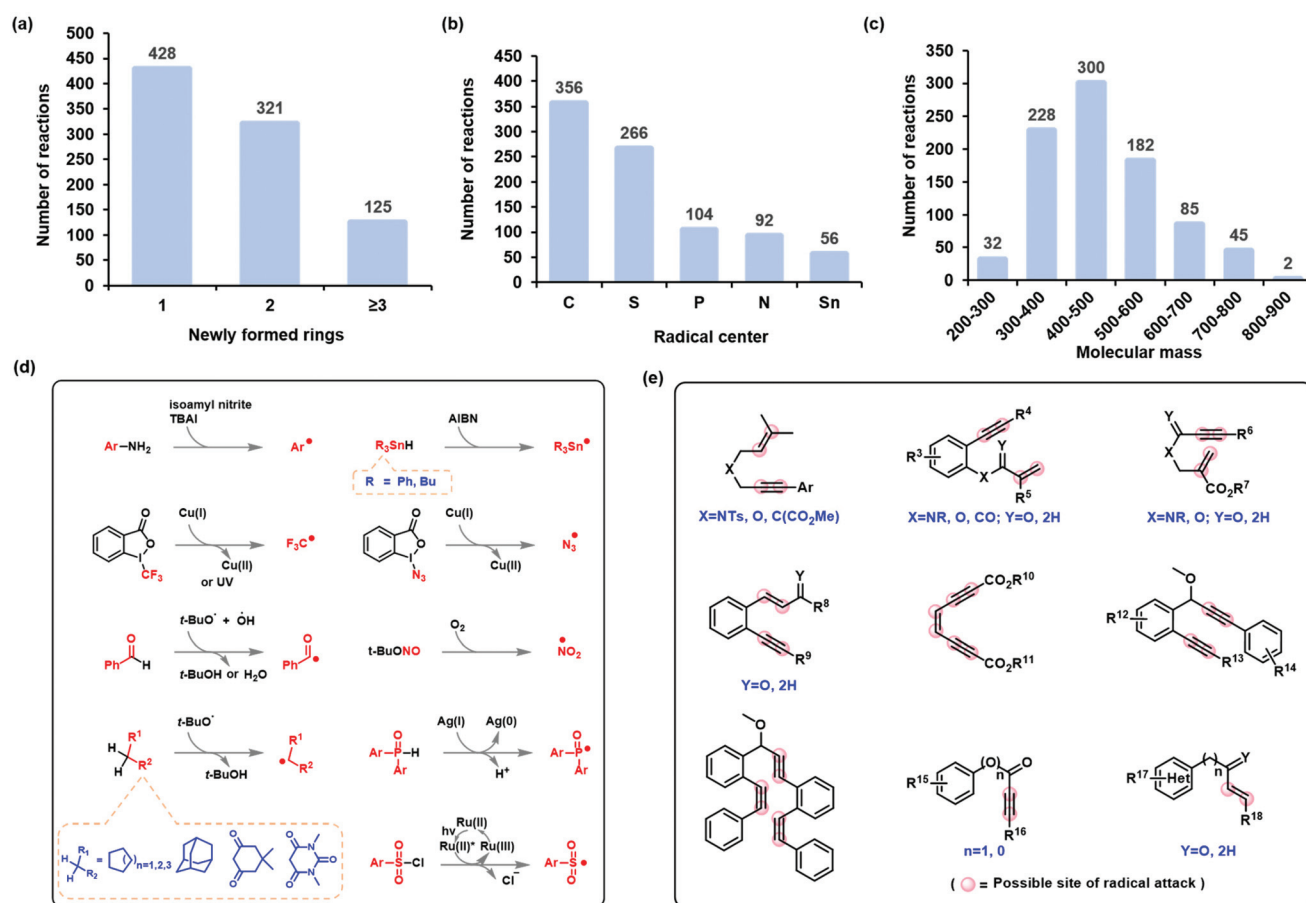 (a)
Number of reactions
500
450
400
350
300
250
200
150
100
50
0
428
321
125
1 2 ≥3
Newly formed rings
(b)
Number of reactions
450
400
350
300
250
200
150
100
50
0
356
266
104
92
56
C S P N Sn
Radical center
(c)
Number of reactions
350
300
250
200
150
100
50
0
32
228
300
182
85
45
2
200-300
300-400
400-500
500-600
600-700
700-800
800-900
Molecular mass
(d)
isoamyl nitrite
TBAI
Ar–NH₂
Ar•
AIBN
R₃SnH
R₃Sn•
R = Ph, Bu
O
O
I
CF₃
Cu(I)
Cu(II)
or UV
F₃C•
O
O
I
N₃
Cu(I)
Cu(II)
N₃•
O
Ph H
t-BuO· + ·OH
t-BuOH or H₂O
O
Ph •
t-BuONO
O₂
•NO₂
R¹
H
H R²
t-BuO·
t-BuOH
R¹
• R²
O
Ar–P–H
Ar
Ag(I) Ag(0)
H⁺
O
Ar–P•
Ar
H R₁
H R₂
=
)n=1,2,3
O
O
O
N
O N O
O
Ar–S–Cl
O
hv Ru(II)
Ru(II)* Ru(III)
Cl⁻
O
Ar–S•
O
(e)
X
Ar
X=NTs, O, C(CO₂Me)
R⁴
R³
Y
X
R⁵
X=NR, O, CO; Y=O, 2H
Y
R⁶
X
CO₂R⁷
X=NR, O; Y=O, 2H
Y
R⁸
R⁹
Y=O, 2H
CO₂R¹⁰
CO₂R¹¹
O
R¹²
R¹³
R¹⁴
O
R¹⁵
(O)n O
R¹⁶
n=1, 0
R¹⁷
Het
( )n Y
R¹⁸
Y=O, 2H
( = Possible site of radical attack )